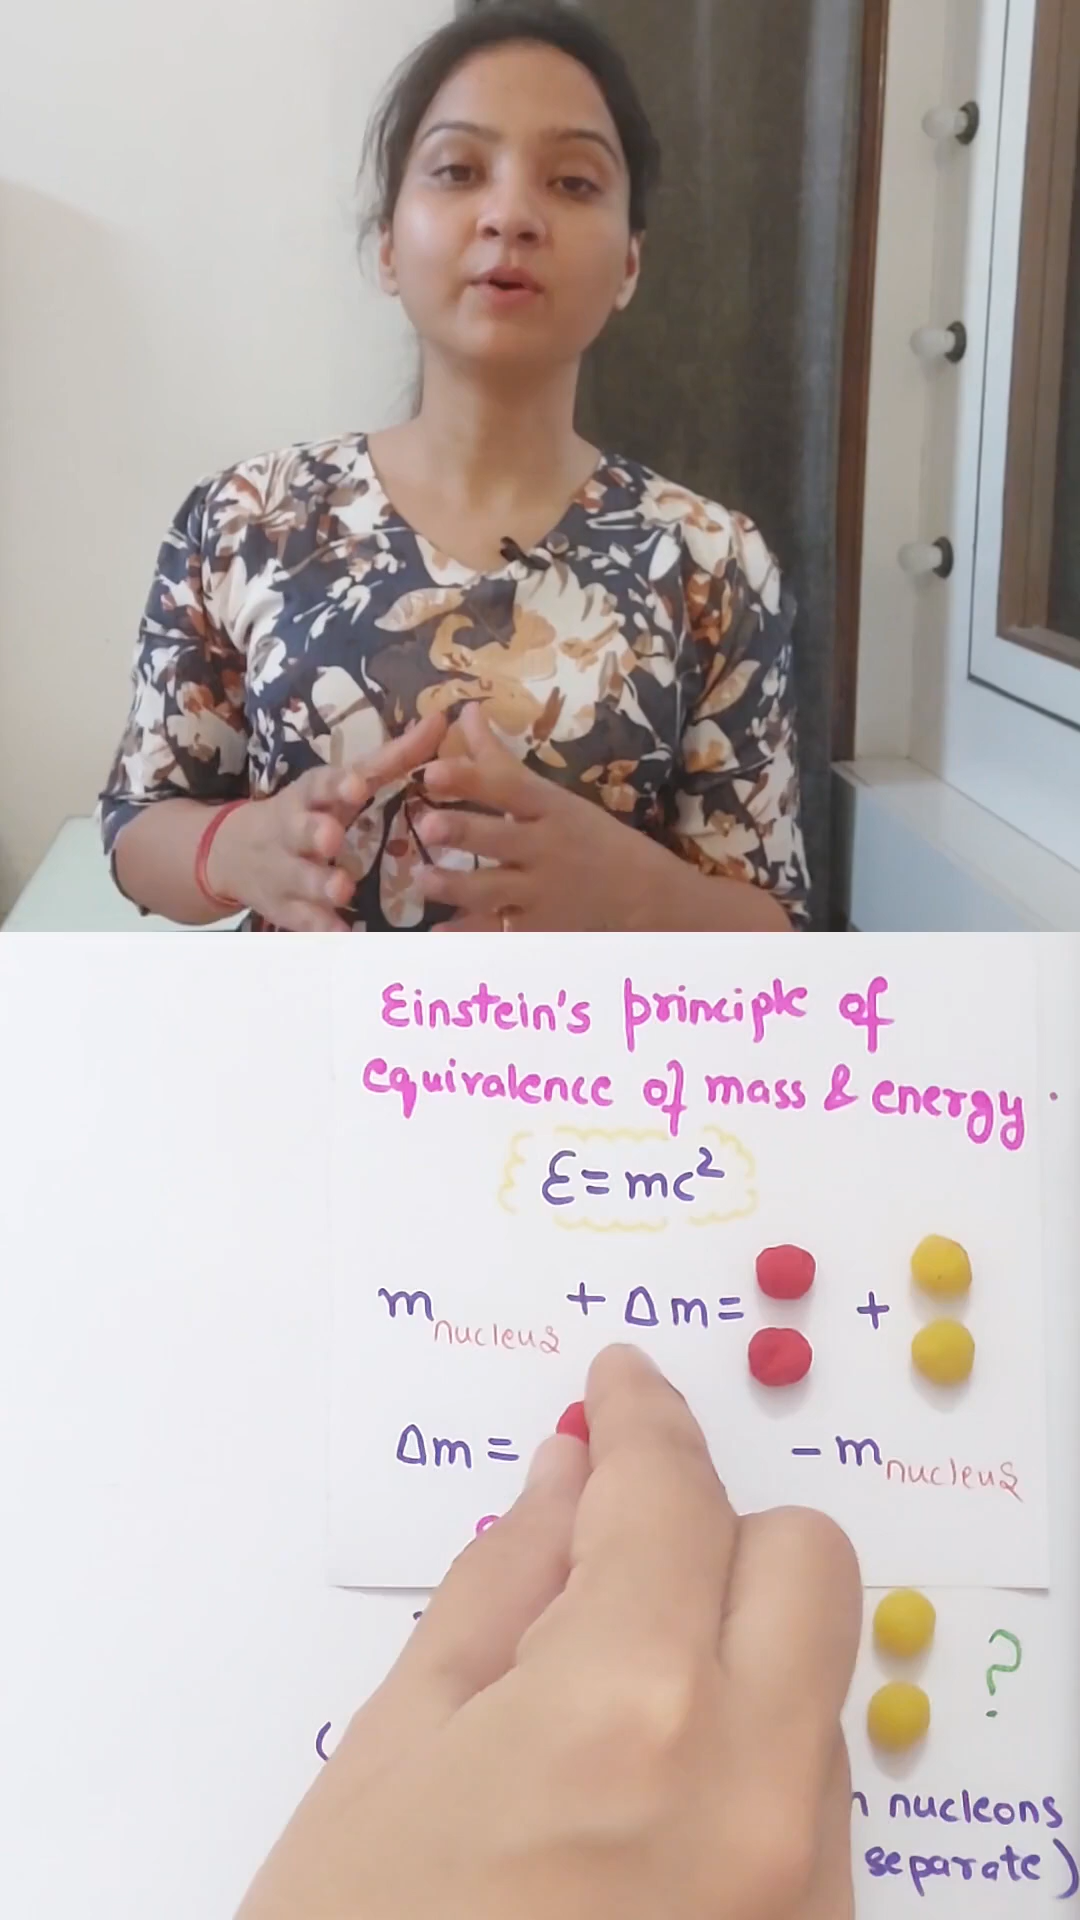 Einstein's principle of
equivalence of mass & energy.
E=mc²
m nucleus + Δm= +
Δm = - m nucleus
?
nucleons
separate)